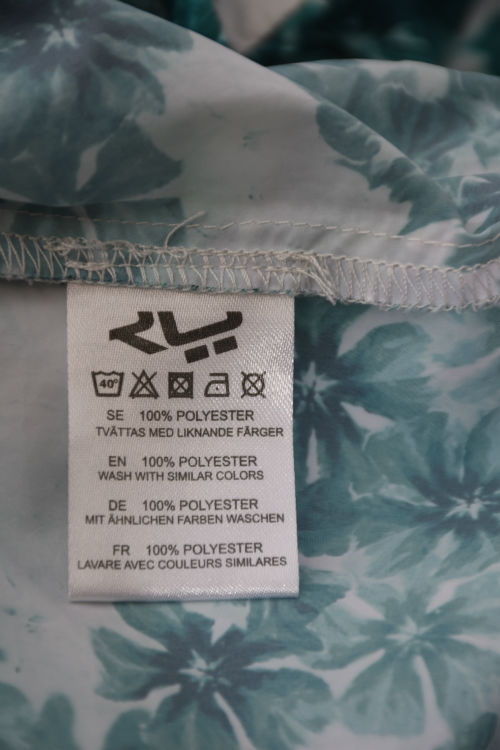 40°
SE 100% POLYESTER
TVÄTTAS MED LIKNANDE FÄRGER
EN 100% POLYESTER
WASH WITH SIMILAR COLORS
DE 100% POLYESTER
MIT ÄHNLICHEN FARBEN WASCHEN
FR 100% POLYESTER
LAVARE AVEC COULEURS SIMILARES